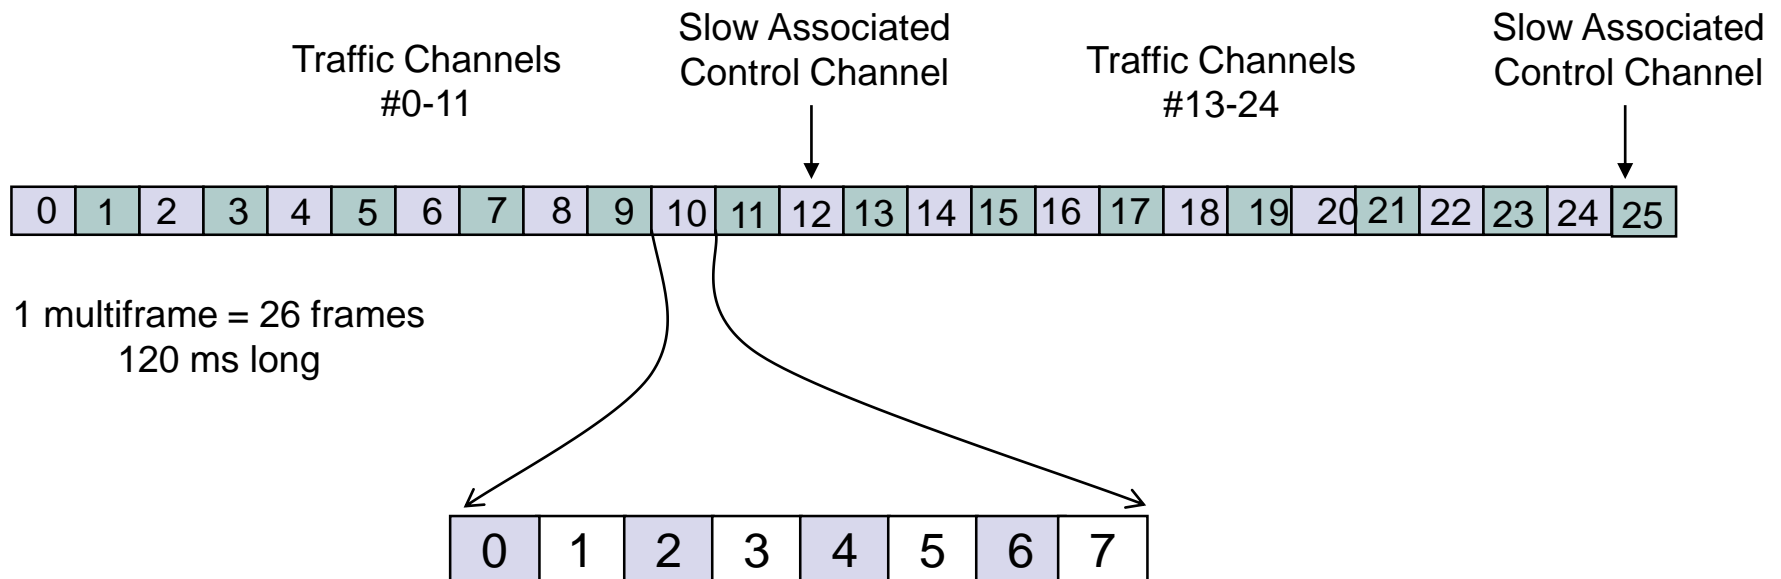 Traffic Channels
#0-11
Slow Associated
Control Channel
Traffic Channels
#13-24
Slow Associated
Control Channel
0 1 2 3 4 5 6 7 8 9 10 11 12 13 14 15 16 17 18 19 20 21 22 23 24 25
1 multiframe = 26 frames
120 ms long
0 1 2 3 4 5 6 7